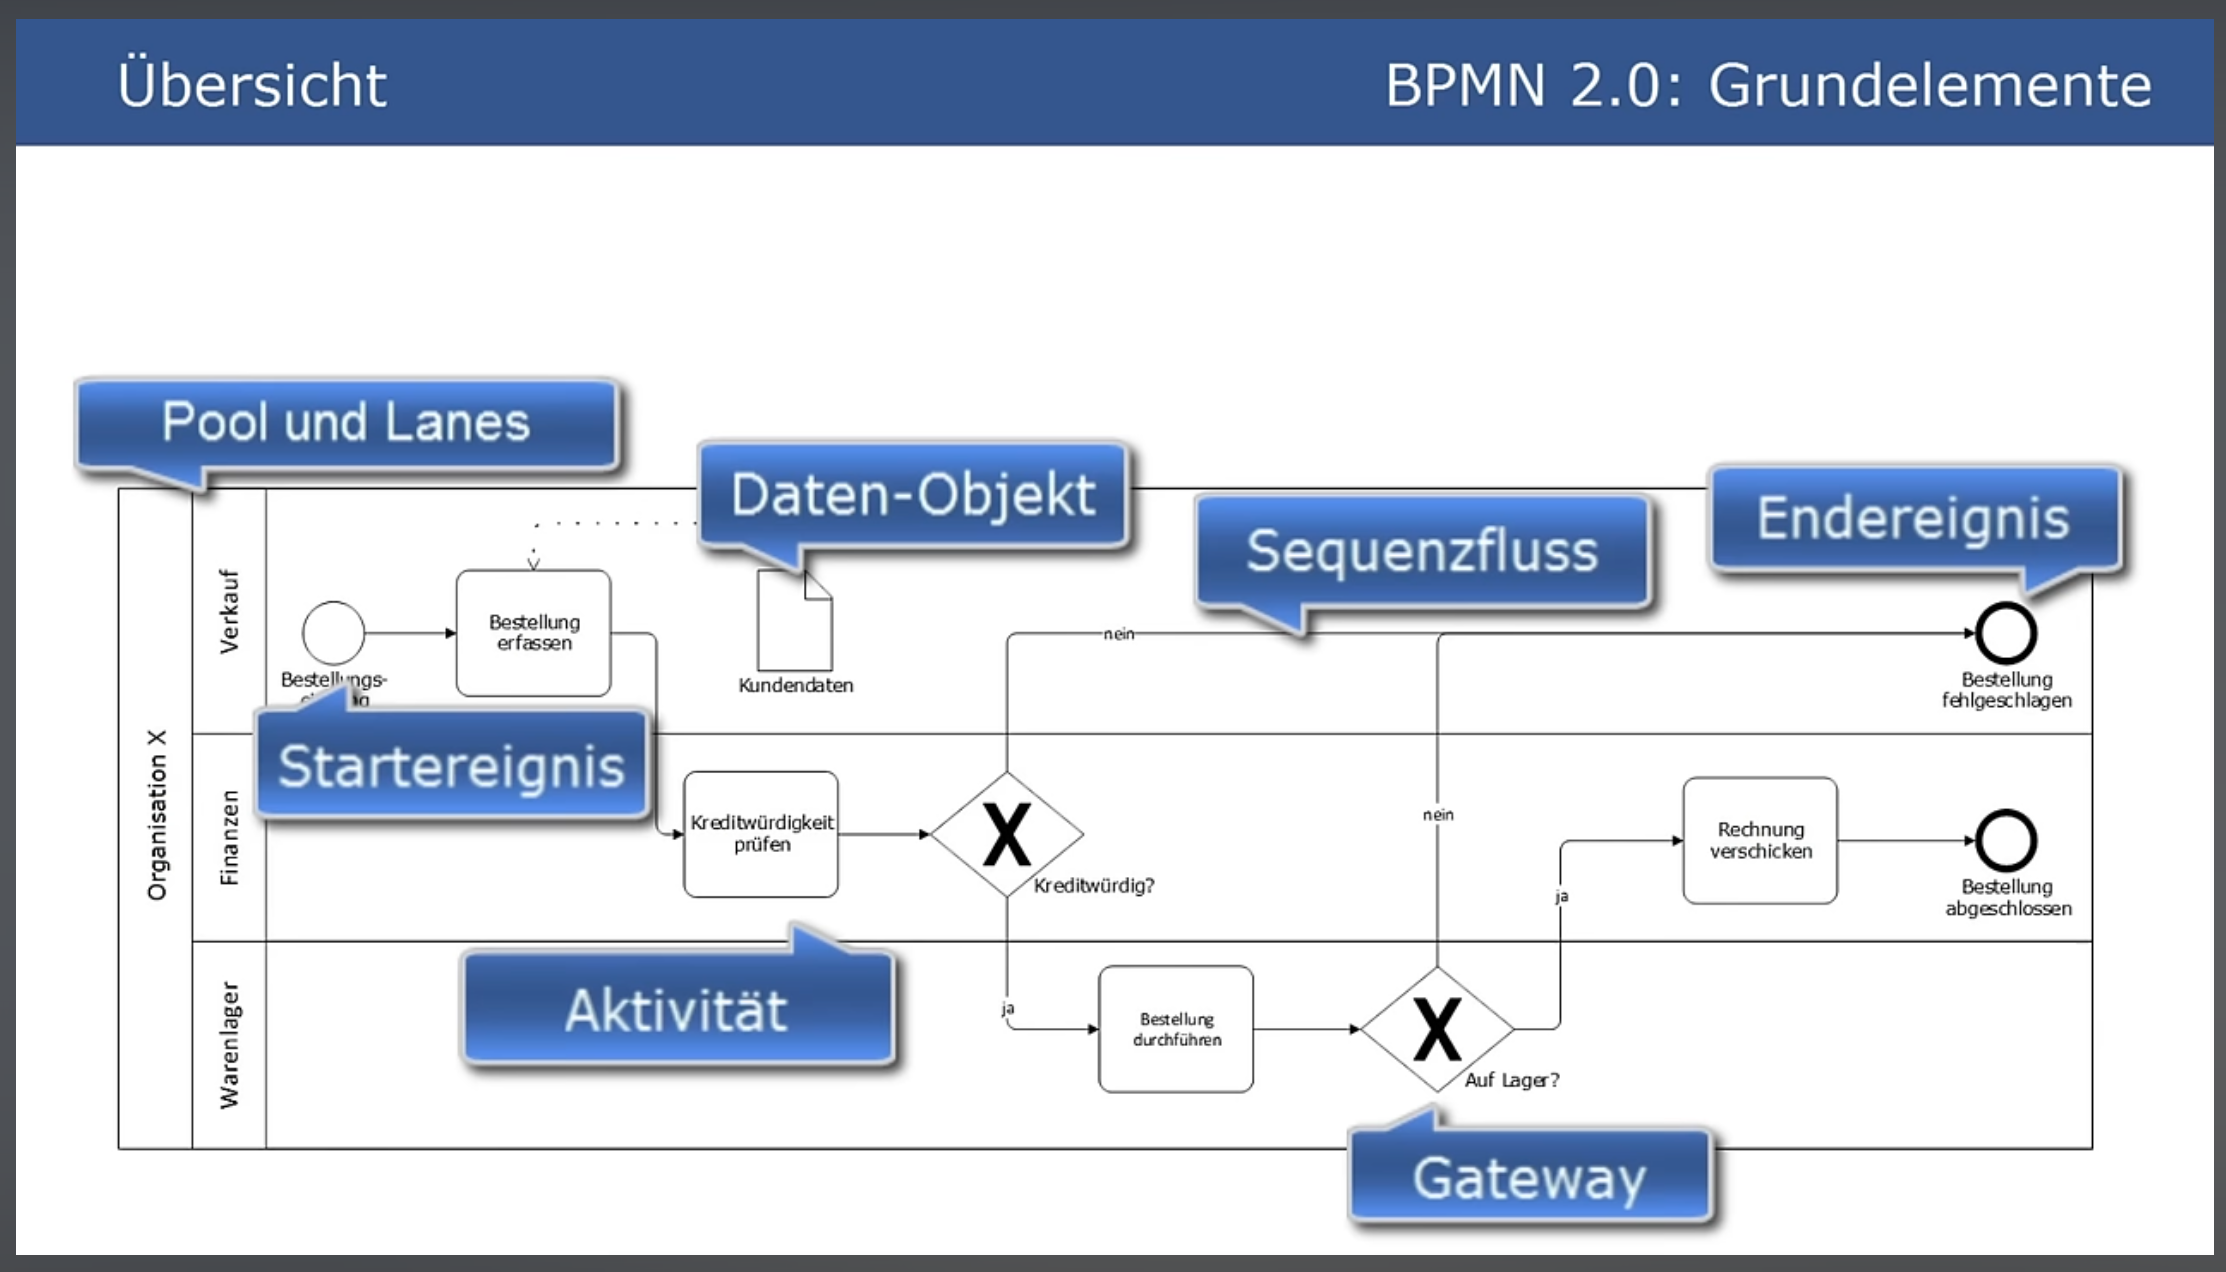 Übersicht
BPMN 2.0: Grundelemente
Pool und Lanes
Daten-Objekt
Sequenzfluss
Endereignis
Organisation X
Verkauf
Bestellungs-
Bestellung
erfassen
Kundendaten
nein
Bestellung
fehlgeschlagen
Startereignis
Finanzen
Kreditwürdigkeit
prüfen
X
Kreditwürdig?
nein
ja
Rechnung
verschicken
Bestellung
abgeschlossen
Aktivität
Warenlager
ja
Bestellung
durchführen
X
Auf Lager?
Gateway